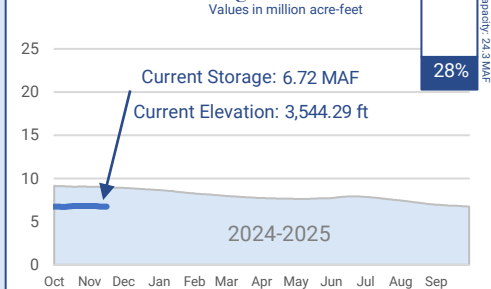 Values in million acre-feet
apacity: 24.3 MAF
28%
25
20
15
10
5
0
Current Storage: 6.72 MAF
Current Elevation: 3,544.29 ft
2024-2025
Oct Nov Dec Jan Feb Mar Apr May Jun Jul Aug Sep